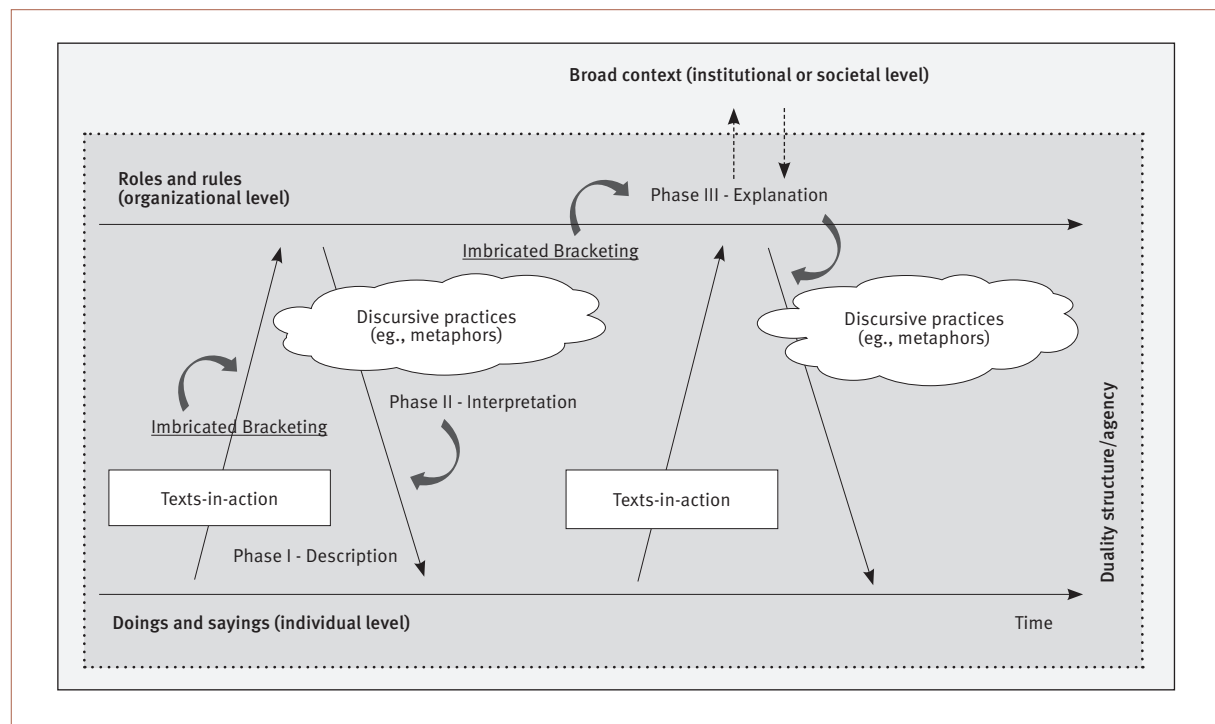 Broad context (institutional or societal level)
Roles and rules
(organizational level)
Phase III - Explanation
Imbricated Bracketing
Discursive practices
(eg., metaphors)
Discursive practices
(eg., metaphors)
Phase II - Interpretation
Imbricated Bracketing
Texts-in-action
Texts-in-action
Phase I - Description
Duality structure/agency
Doings and sayings (individual level)
Time